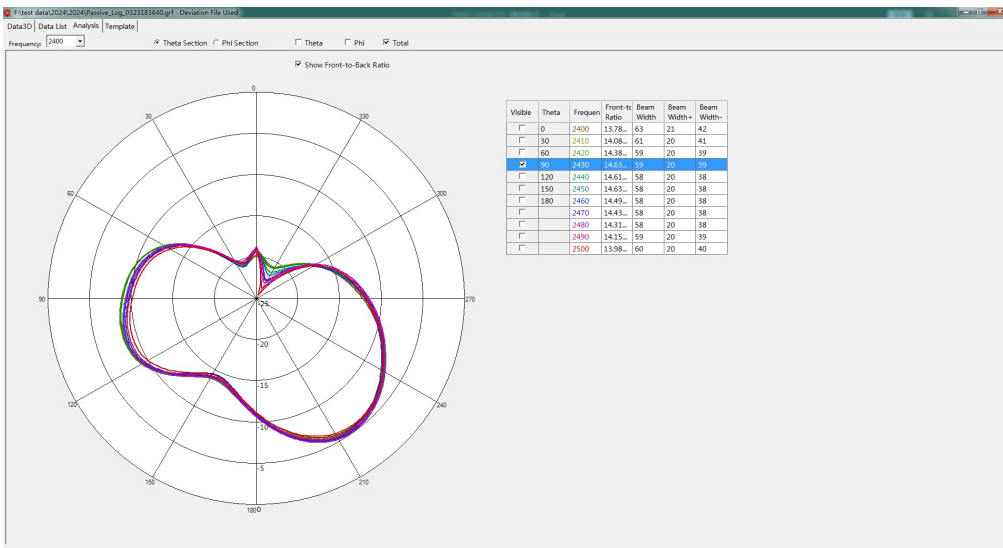 F:\test data\2024\2024\Passive_Log_0323183640.grf - Deviation File Used
Data3D Data List Analysis Template
Frequency: 2400 Theta Section Phi Section Theta Phi Total
Show Front-to-Back Ratio
0
30 330
60 300
90 270
120 240
150 210
180
-25
-20
-15
-10
-5
0
Visible Theta Frequen Front-to Ratio Beam Width Beam Width+ Beam Width-
0 2400 13.78... 63 21 42
30 2410 14.08... 61 20 41
60 2420 14.38... 59 20 39
90 2430 14.63... 59 20 39
120 2440 14.61... 58 20 38
150 2450 14.63... 58 20 38
180 2460 14.49... 58 20 38
2470 14.43... 58 20 38
2480 14.31... 58 20 38
2490 14.15... 59 20 39
2500 13.98... 60 20 40